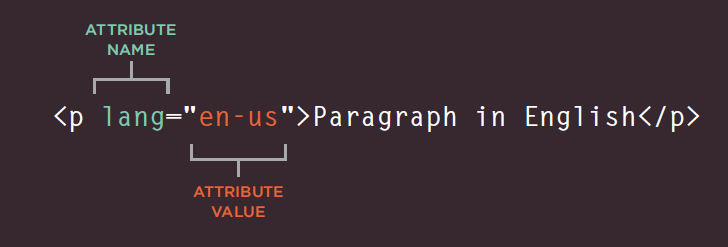 ATTRIBUTE
NAME
<p lang="en-us">Paragraph in English</p>
ATTRIBUTE
VALUE